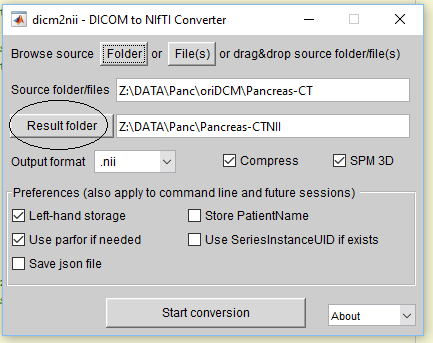 dicm2nii - DICOM to NIfTI Converter
Browse source Folder or File(s) or drag&drop source folder/file(s)
Source folder/files Z:\DATA\Panc\oriDCM\Pancreas-CT
Result folder Z:\DATA\Panc\Pancreas-CTNII
Output format .nii Compress SPM 3D
Preferences (also apply to command line and future sessions)
Left-hand storage Store PatientName
Use parfor if needed Use SeriesInstanceUID if exists
Save json file
Start conversion About